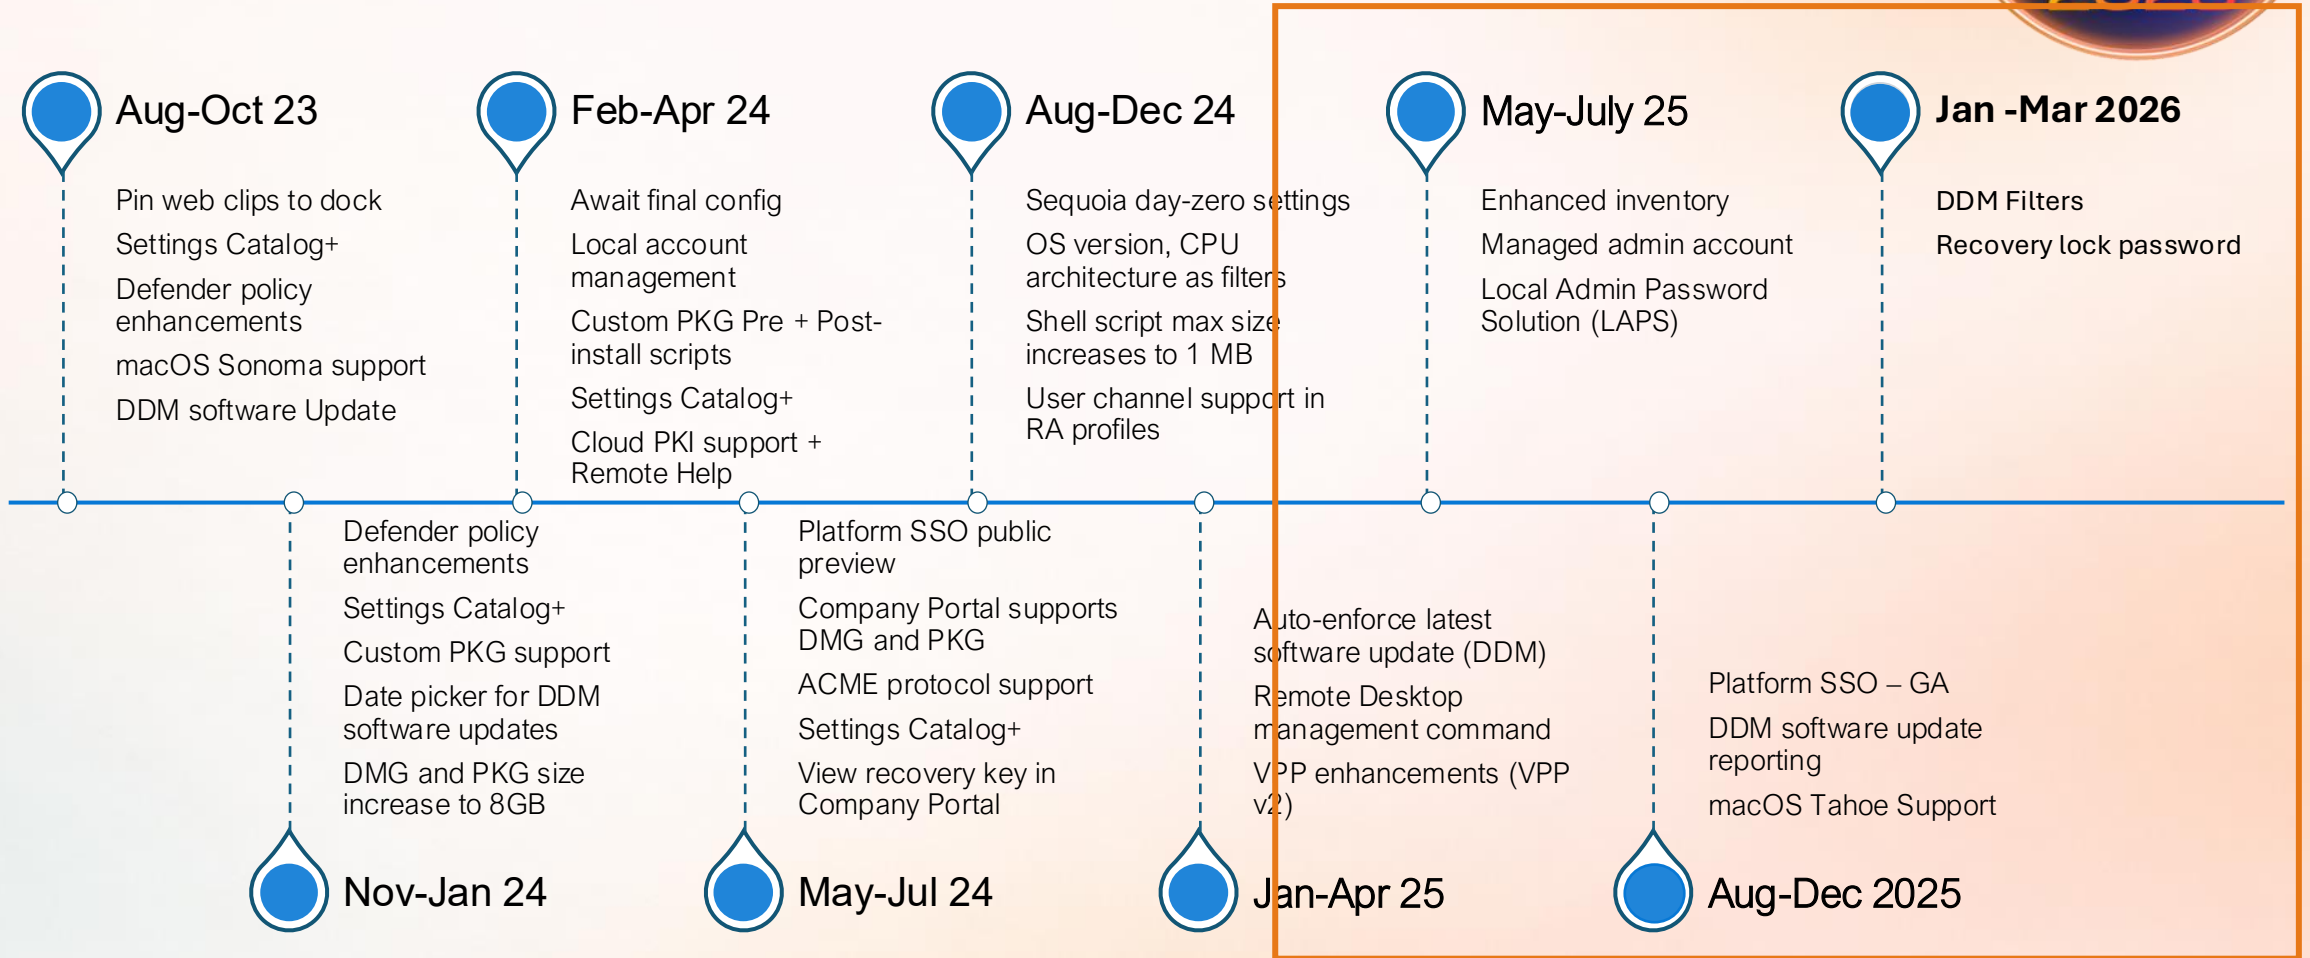 Aug-Oct 23
Pin web clips to dock
Settings Catalog+
Defender policy
enhancements
macOS Sonoma support
DDM software Update
Feb-Apr 24
Await final config
Local account
management
Custom PKG Pre + Post-
install scripts
Settings Catalog+
Cloud PKI support +
Remote Help
Aug-Dec 24
Sequoia day-zero settings
OS version, CPU
architecture as filters
Shell script max size
increases to 1 MB
User channel support in
RA profiles
May-July 25
Enhanced inventory
Managed admin account
Local Admin Password
Solution (LAPS)
Jan -Mar 2026
DDM Filters
Recovery lock password
Defender policy
enhancements
Settings Catalog+
Custom PKG support
Date picker for DDM
software updates
DMG and PKG size
increase to 8GB
Nov-Jan 24
Platform SSO public
preview
Company Portal supports
DMG and PKG
ACME protocol support
Settings Catalog+
View recovery key in
Company Portal
May-Jul 24
Auto-enforce latest
software update (DDM)
Remote Desktop
management command
VPP enhancements (VPP
v2)
Jan-Apr 25
Platform SSO – GA
DDM software update
reporting
macOS Tahoe Support
Aug-Dec 2025